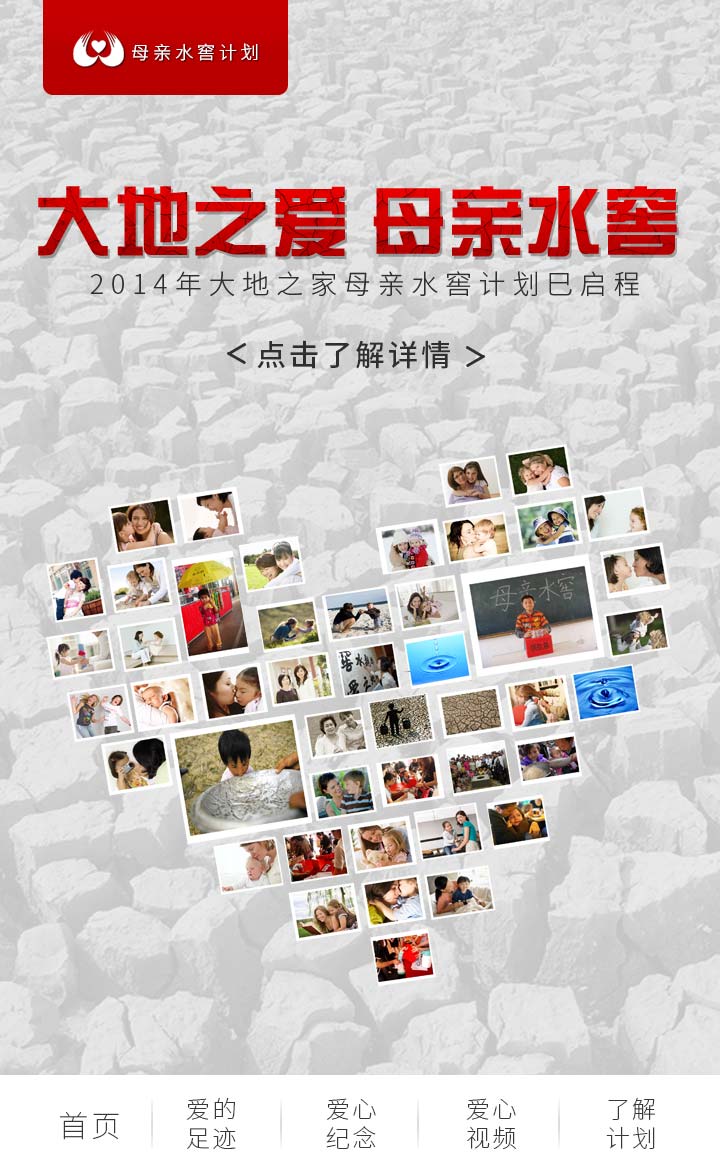 母亲水窖计划
大地之爱 母亲水窖
2014年大地之家母亲水窖计划巳启程
< 点击了解详情 >
母亲水窖
首页
爱的
足迹
爱心
纪念
爱心
视频
了解
计划